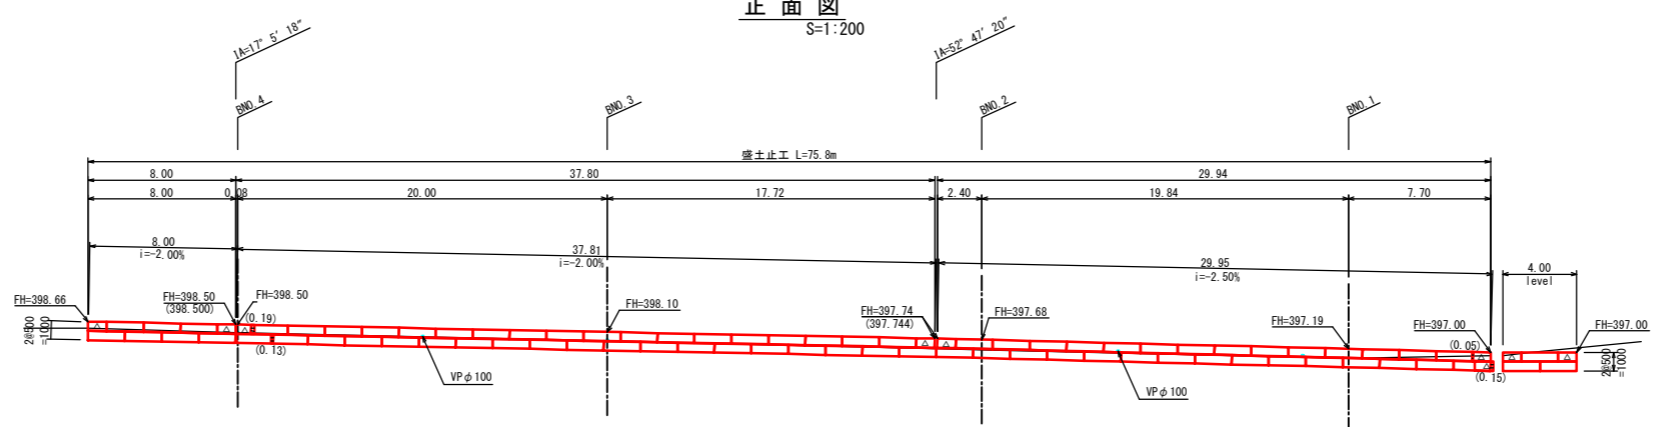 正面図
S=1:200
IA=17° 5′ 18″
IA=52° 47′ 20″
BNO.4
BNO.3
BNO.2
BNO.1
盛土止工 L=75.8m
8.00
37.80
29.94
8.00
0.08
20.00
17.72
2.40
19.84
7.70
8.00
i=-2.00%
37.81
i=-2.00%
29.95
i=-2.50%
4.00
level
FH=398.66
FH=398.50
(398.500)
FH=398.50
FH=398.10
FH=397.74
(397.744)
FH=397.68
FH=397.19
FH=397.00
FH=397.00
(0.19)
(0.13)
(0.05)
(0.15)
2@500
=1000
2@500
=1000
VPφ100
VPφ100